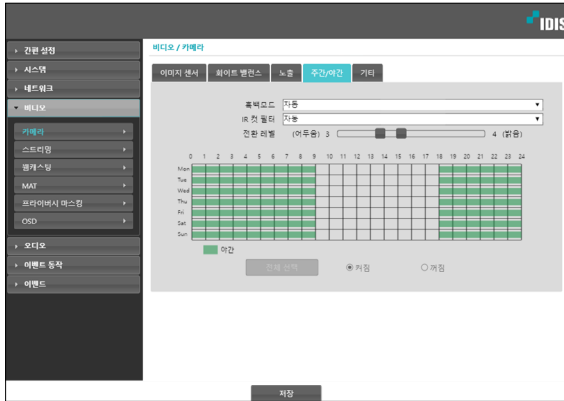 IDIS
비디오 / 카메라
간편 설정
시스템
네트워크
비디오
카메라
스트리밍
웹캐스팅
MAT
프라이버시 마스킹
OSD
오디오
이벤트 동작
이벤트
이미지 센서 화이트 밸런스 노출 주간/야간 기타
흑백모드 자동
IR 컷 필터 자동
전환 레벨 (어두움) 3 4 (밝음)
0 1 2 3 4 5 6 7 8 9 10 11 12 13 14 15 16 17 18 19 20 21 22 23 24
Mon
Tue
Wed
Thu
Fri
Sat
Sun
야간
전체 선택 켜짐 꺼짐
저장